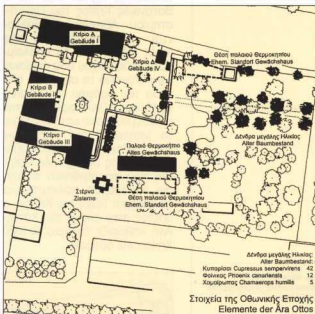 Κτίριο Α
Gebäude I
Κτίριο Δ
Gebäude IV
Θέση παλαιού Θερμοκηπίου
Ehem. Standort Gewächshaus
Κτίριο Β
Gebäude II
Κτίριο Γ
Gebäude III
Παλαιό Θερμοκήπιο
Altes Gewächshaus
Δένδρα μεγάλης Ηλικίας
Alter Baumbestand
Στέρνα
Zisterne
Θέση παλαιού Θερμοκηπίου
Ehem. Standort Gewächshaus
Δένδρα μεγάλης Ηλικίας:
Alter Baumbestand:
Κυπαρίσσι Cupressus sempervirens 42
Φοίνικας Phoenix canariensis 12
Χαμαίρωπας Chamaerops humilis 5
Στοιχεία της Οθωνικής Εποχής
Elemente der Ära Ottos